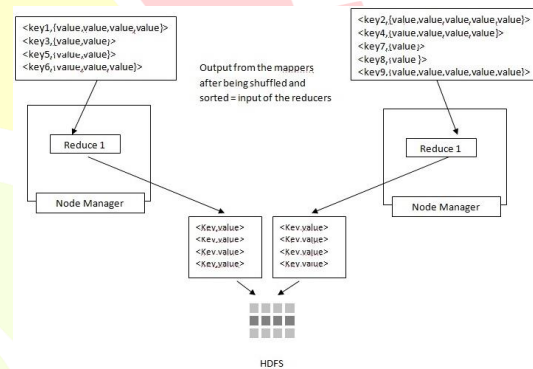 <key1,{value,value,value,value}>
<key3,{value,value}>
<key5,{value,value}>
<key6,{value,value,value}>
<key2,{value,value,value,value,value}>
<key4,{value,value,value,value}>
<key7,{value}>
<key8,{value }>
<key9,{value,value,value,value,value}>
Output from the mappers
after being shuffled and
sorted = input of the reducers
Reduce 1
Node Manager
Reduce 1
Node Manager
<Key,value>
<Key,value>
<Key,value>
<Key,value>
<Key,value>
<Key,value>
<Key,value>
<Key,value>
HDFS